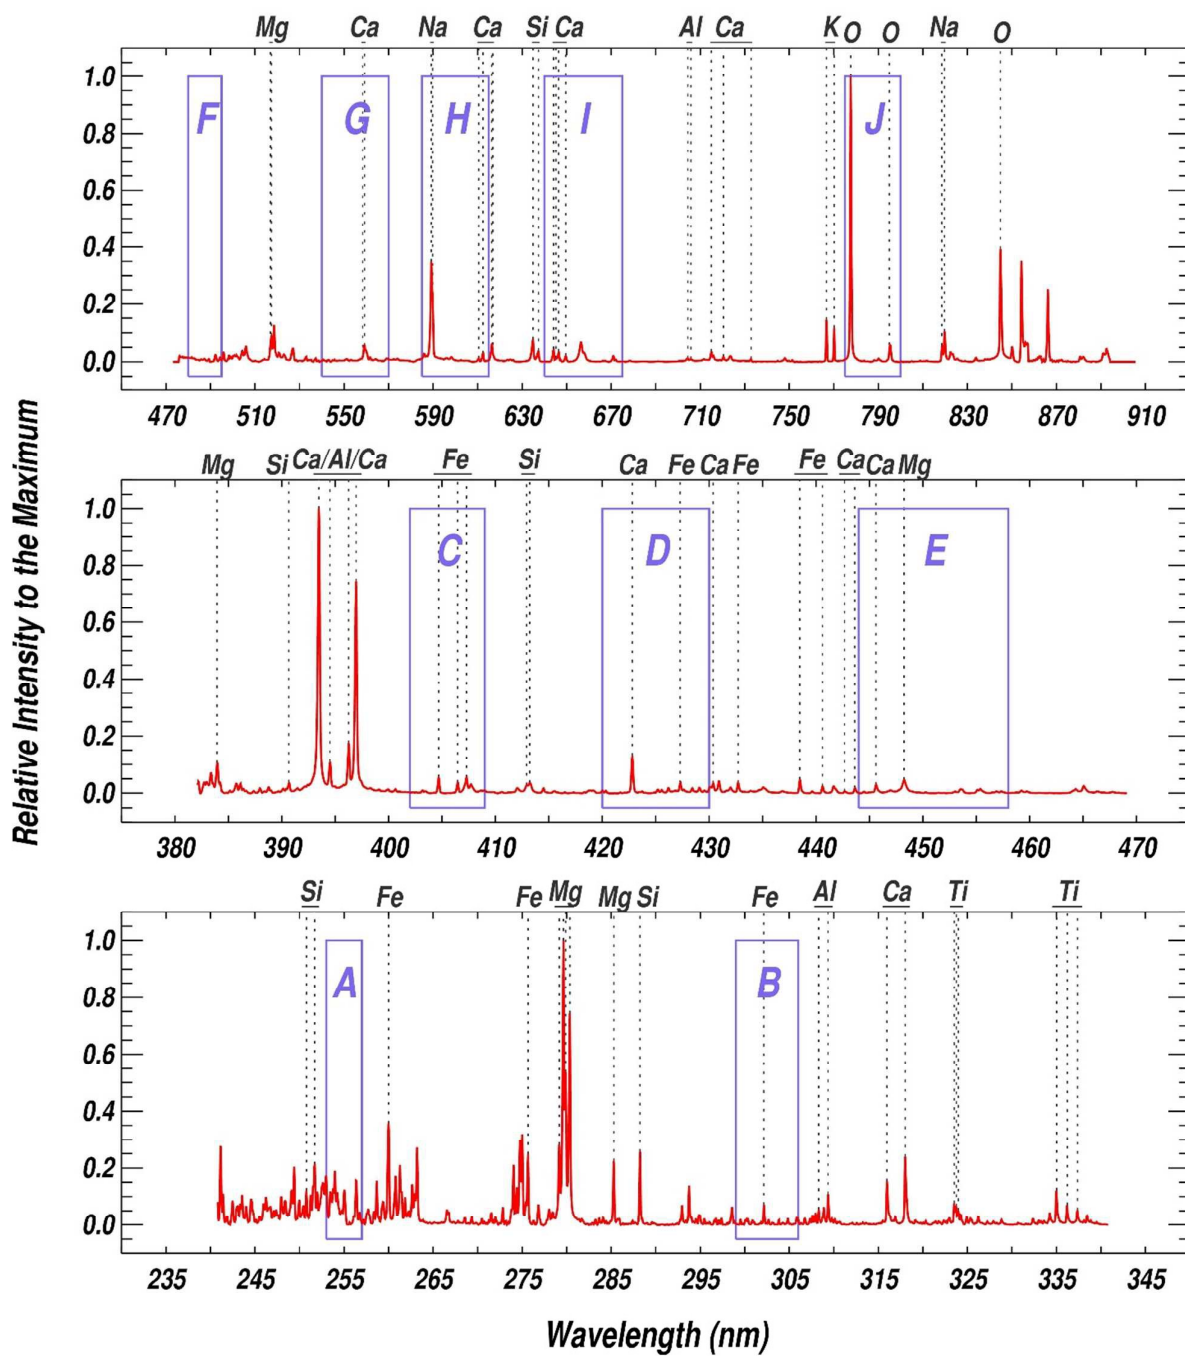 Mg Ca Na Ca Si Ca Al Ca K O O Na O
1.0
F G H I J
0.8
0.6
0.4
0.2
0.0
470 510 550 590 630 670 710 750 790 830 870 910
Mg Si Ca/Al/Ca Fe Si Ca Fe Ca Fe Fe Ca Ca Mg
1.0
C D E
0.8
0.6
0.4
0.2
0.0
380 390 400 410 420 430 440 450 460 470
Si Fe Fe Mg Mg Si Fe Al Ca Ti Ti
1.0
A B
0.8
0.6
0.4
0.2
0.0
235 245 255 265 275 285 295 305 315 325 335 345
Relative Intensity to the Maximum
Wavelength (nm)